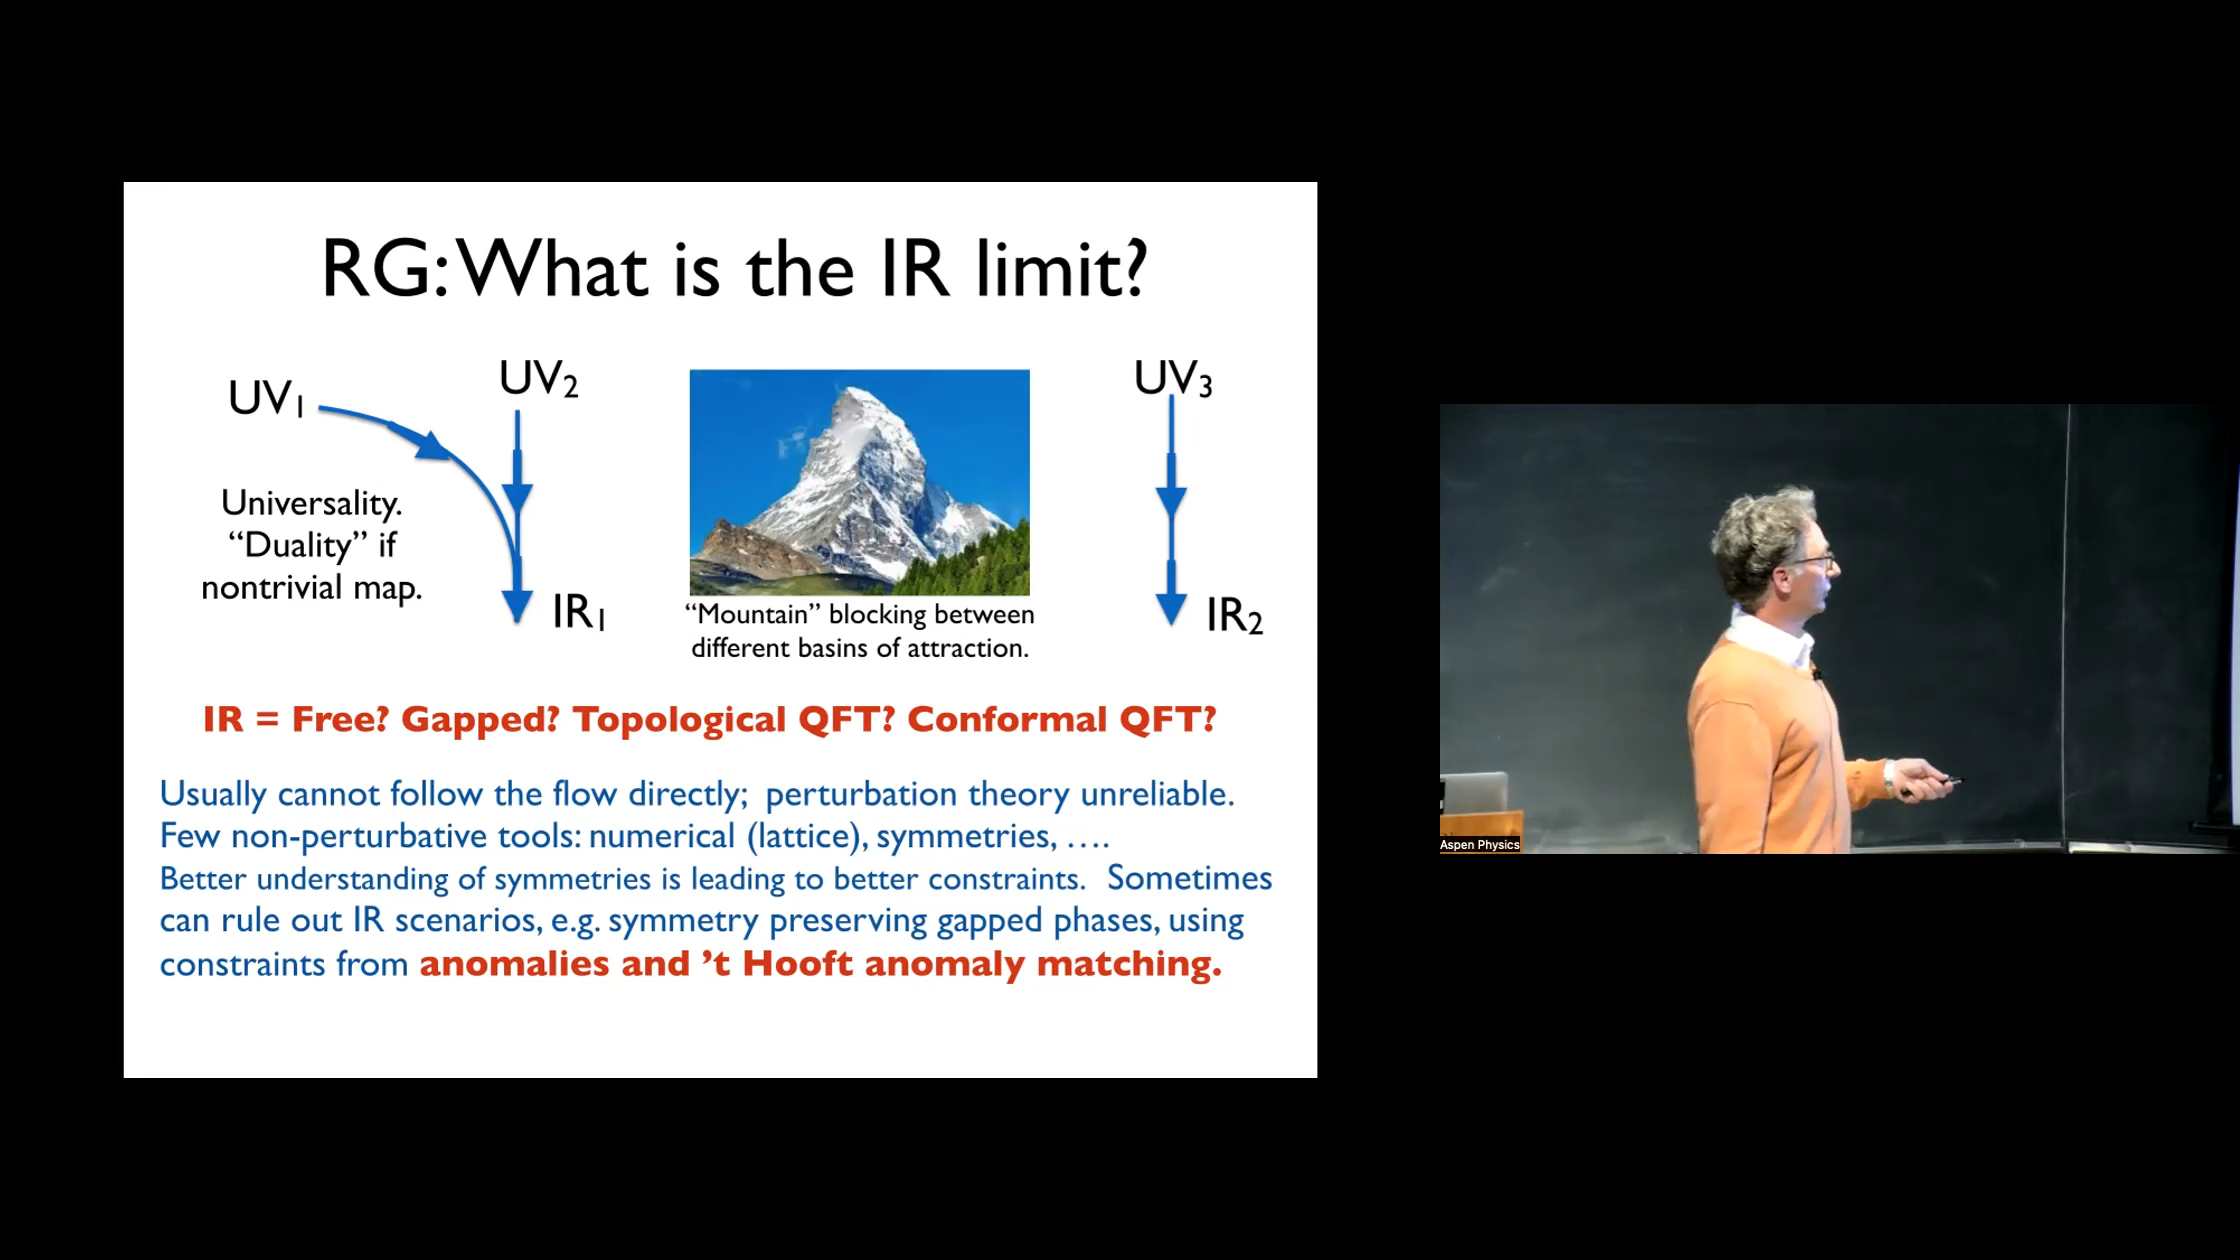 RG: What is the IR limit?
UV1
UV2
UV3
Universality.
“Duality” if
nontrivial map.
IR1
“Mountain” blocking between
different basins of attraction.
IR2
IR = Free? Gapped? Topological QFT? Conformal QFT?
Usually cannot follow the flow directly; perturbation theory unreliable.
Few non-perturbative tools: numerical (lattice), symmetries, ….
Better understanding of symmetries is leading to better constraints. Sometimes
can rule out IR scenarios, e.g. symmetry preserving gapped phases, using
constraints from anomalies and ’t Hooft anomaly matching.
Aspen Physics